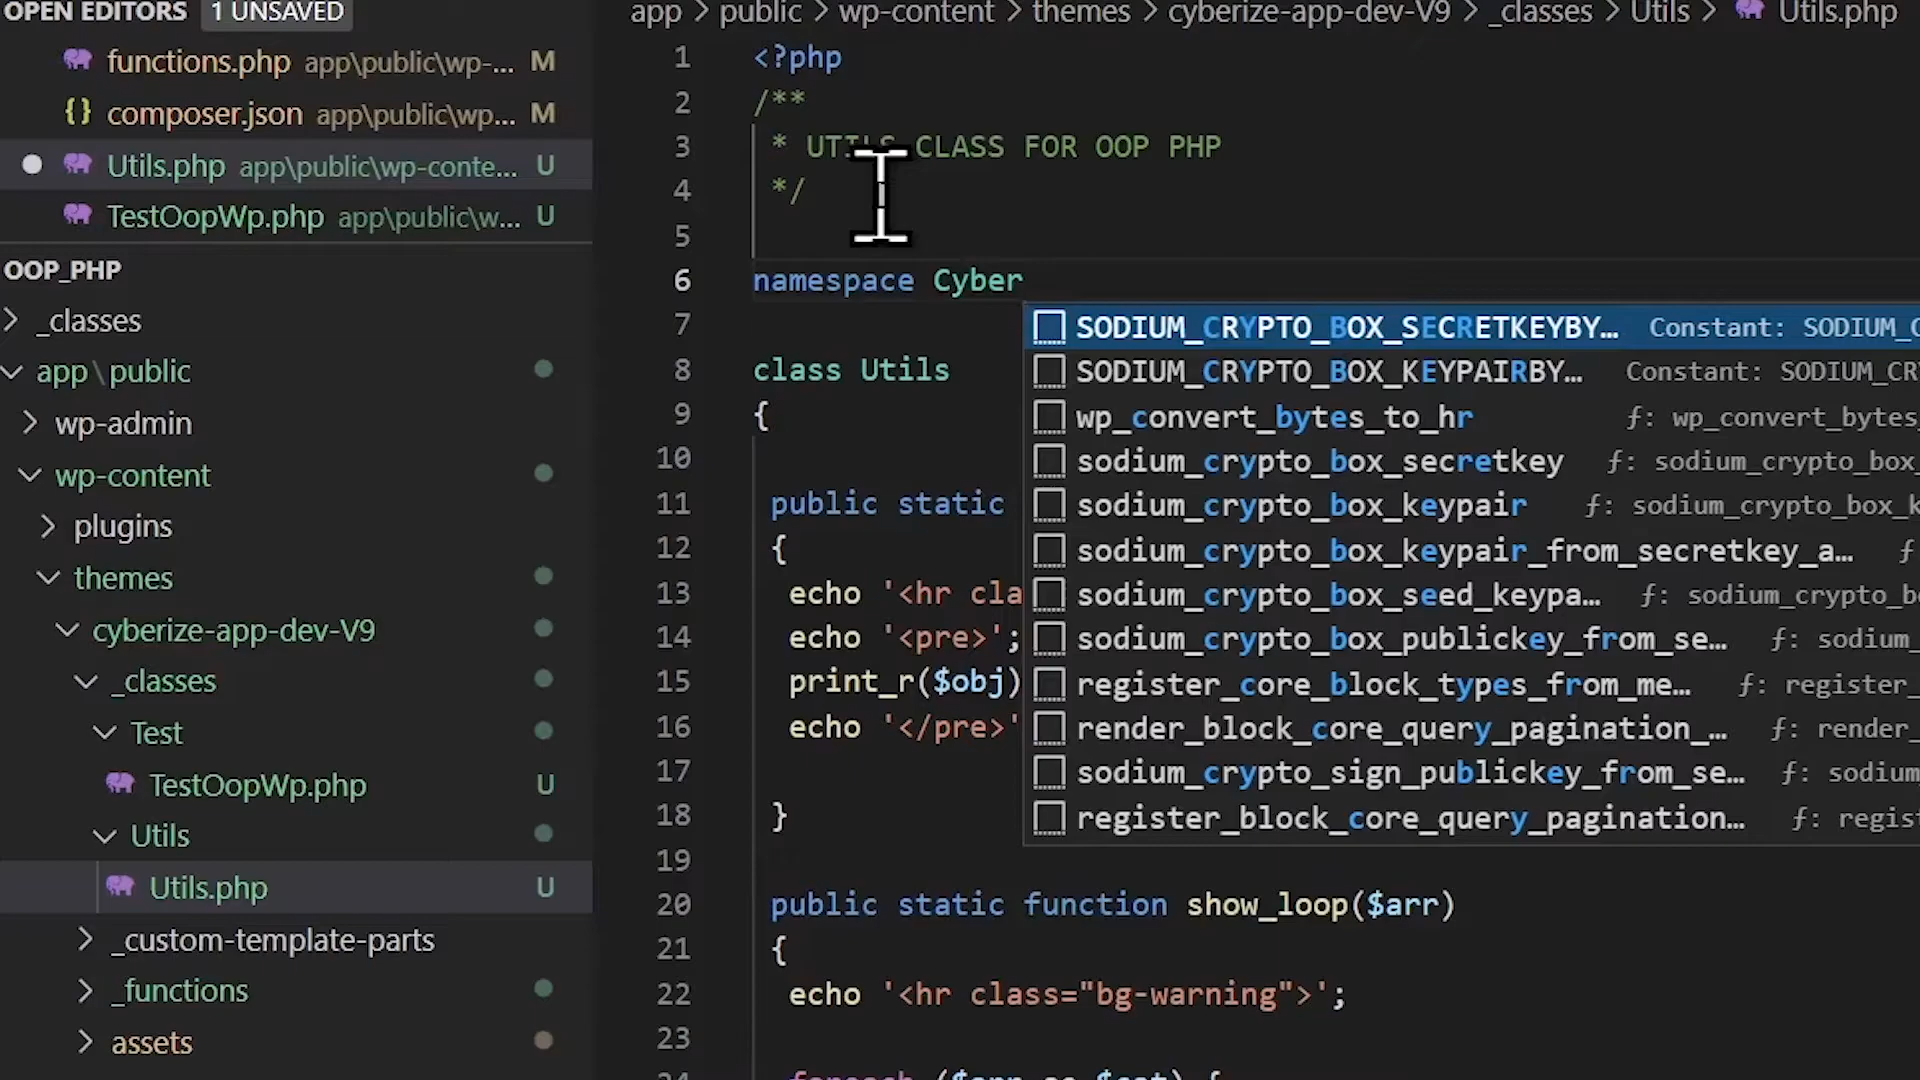 OPEN EDITORS 1 UNSAVED
functions.php app\public\wp-... M
{} composer.json app\public\wp... M
Utils.php app\public\wp-conte... U
TestOopWp.php app\public\w... U
OOP_PHP
_classes
app\public
wp-admin
wp-content
plugins
themes
cyberize-app-dev-V9
_classes
Test
TestOopWp.php U
Utils
Utils.php U
_custom-template-parts
_functions
assets
app > public > wp-content > themes > cyberize-app-dev-V9 > _classes > Utils > Utils.php
1 <?php
2 /**
3 * UTILS CLASS FOR OOP PHP
4 */
5
6 namespace Cyber
7
8 class Utils
9 {
10
11 public static
12 {
13 echo '<hr cla
14 echo '<pre>';
15 print_r($obj)
16 echo '</pre>'
17
18 }
19
20 public static function show_loop($arr)
21 {
22 echo '<hr class="bg-warning">';
23
SODIUM_CRYPTO_BOX_SECRETKEYBY... Constant: SODIUM_C
SODIUM_CRYPTO_BOX_KEYPAIRBY... Constant: SODIUM_CR
wp_convert_bytes_to_hr ƒ: wp_convert_bytes_
sodium_crypto_box_secretkey ƒ: sodium_crypto_box_
sodium_crypto_box_keypair ƒ: sodium_crypto_box_k
sodium_crypto_box_keypair_from_secretkey_a... ƒ
sodium_crypto_box_seed_keypa... ƒ: sodium_crypto_b
sodium_crypto_box_publickey_from_se... ƒ: sodium_
register_core_block_types_from_me... ƒ: register_
render_block_core_query_pagination_... ƒ: render_
sodium_crypto_sign_publickey_from_se... ƒ: sodium
register_block_core_query_pagination... ƒ: regist